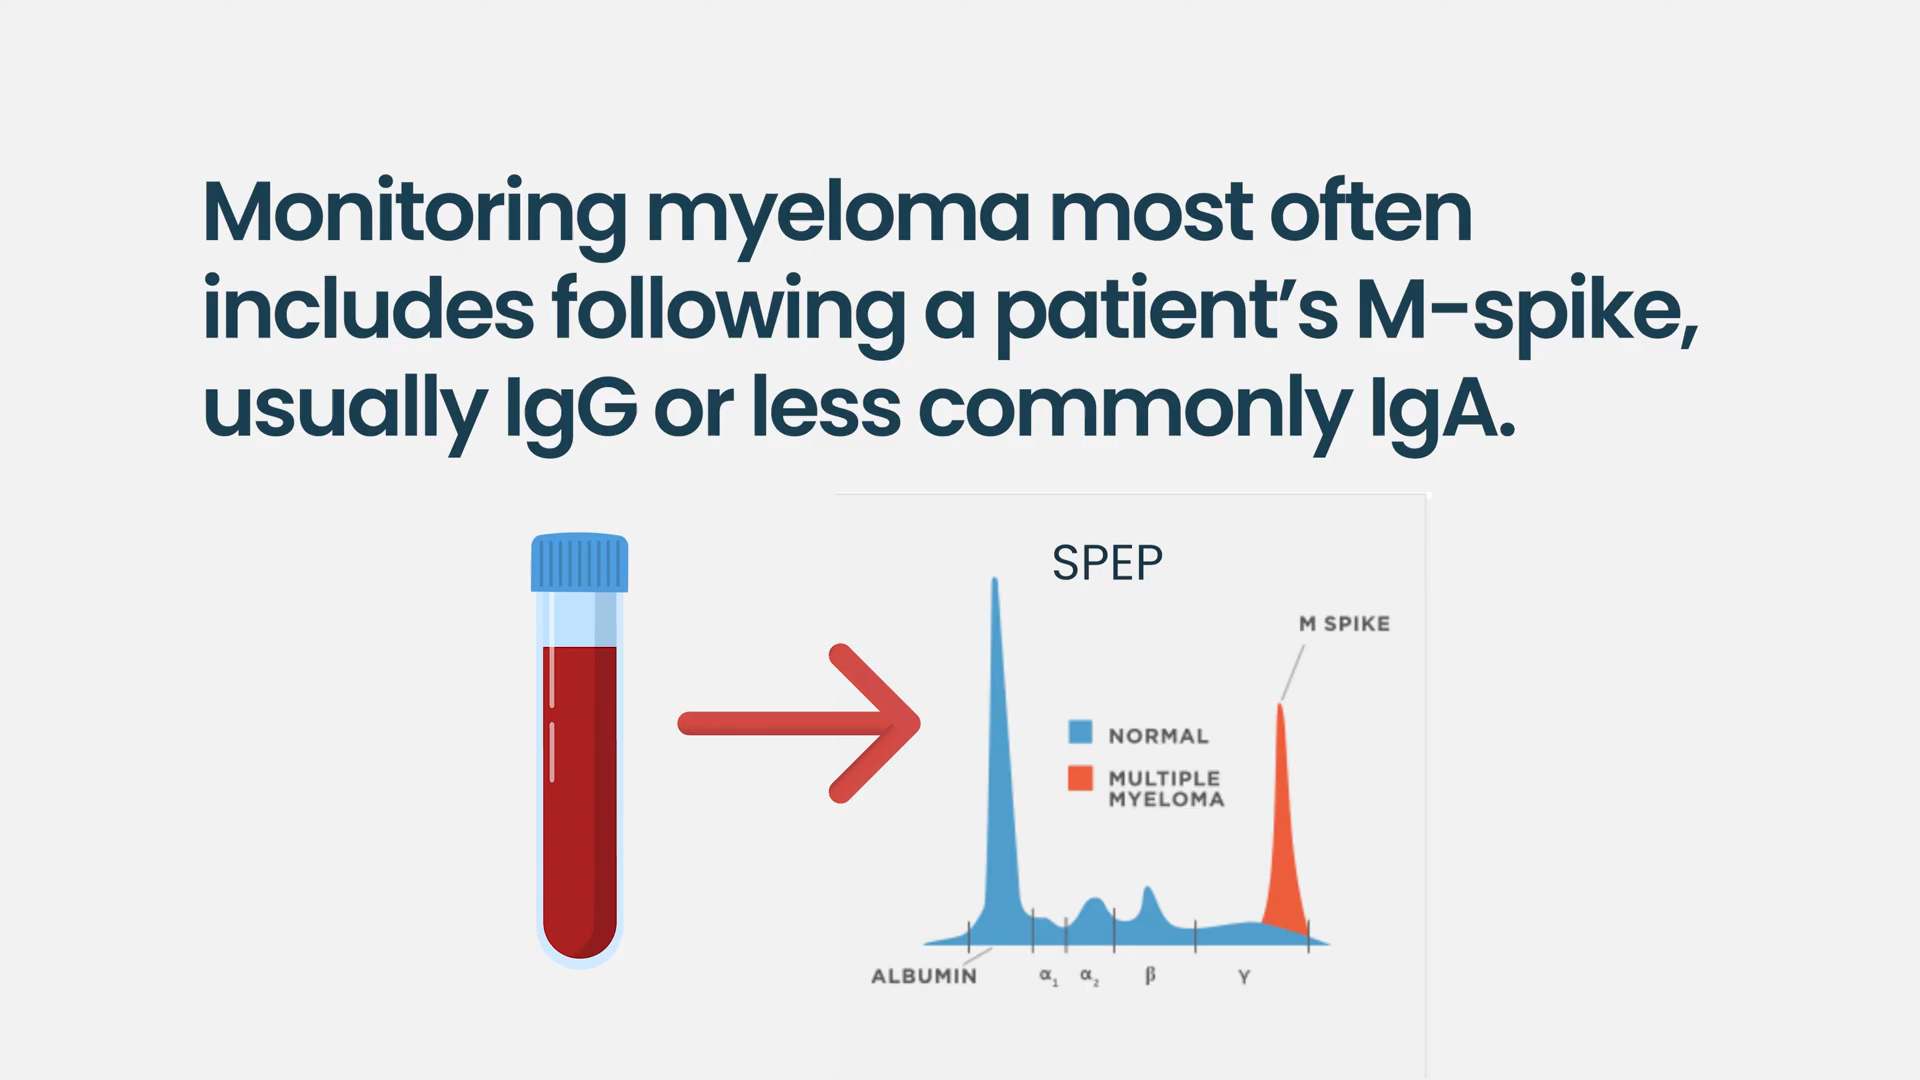 Monitoring myeloma most often
includes following a patient’s M-spike,
usually IgG or less commonly IgA.
SPEP
M SPIKE
NORMAL
MULTIPLE
MYELOMA
ALBUMIN α₁ α₂ β γ